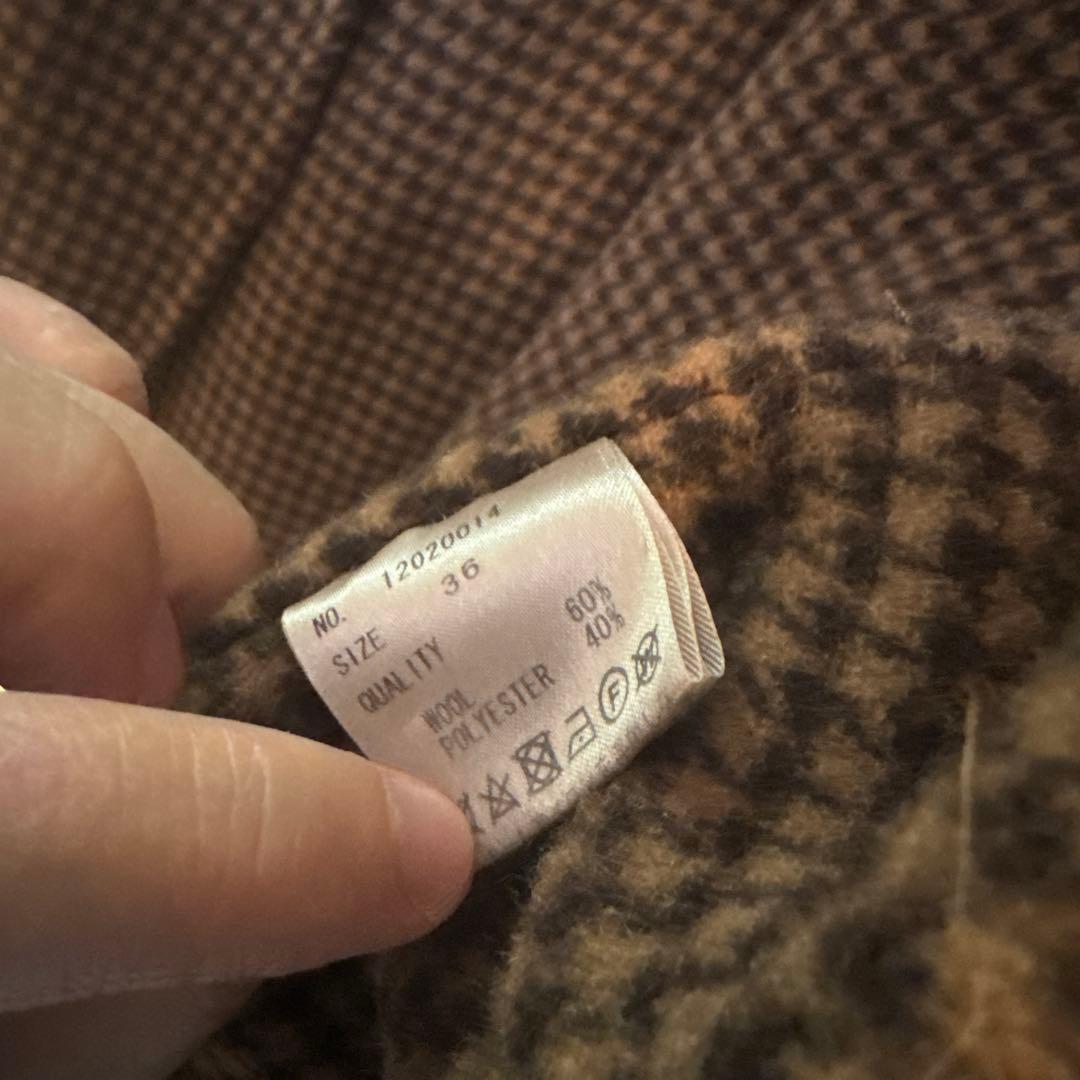 NO. 12020014
SIZE 36
QUALITY
WOOL 60%
POLYESTER 40%
F